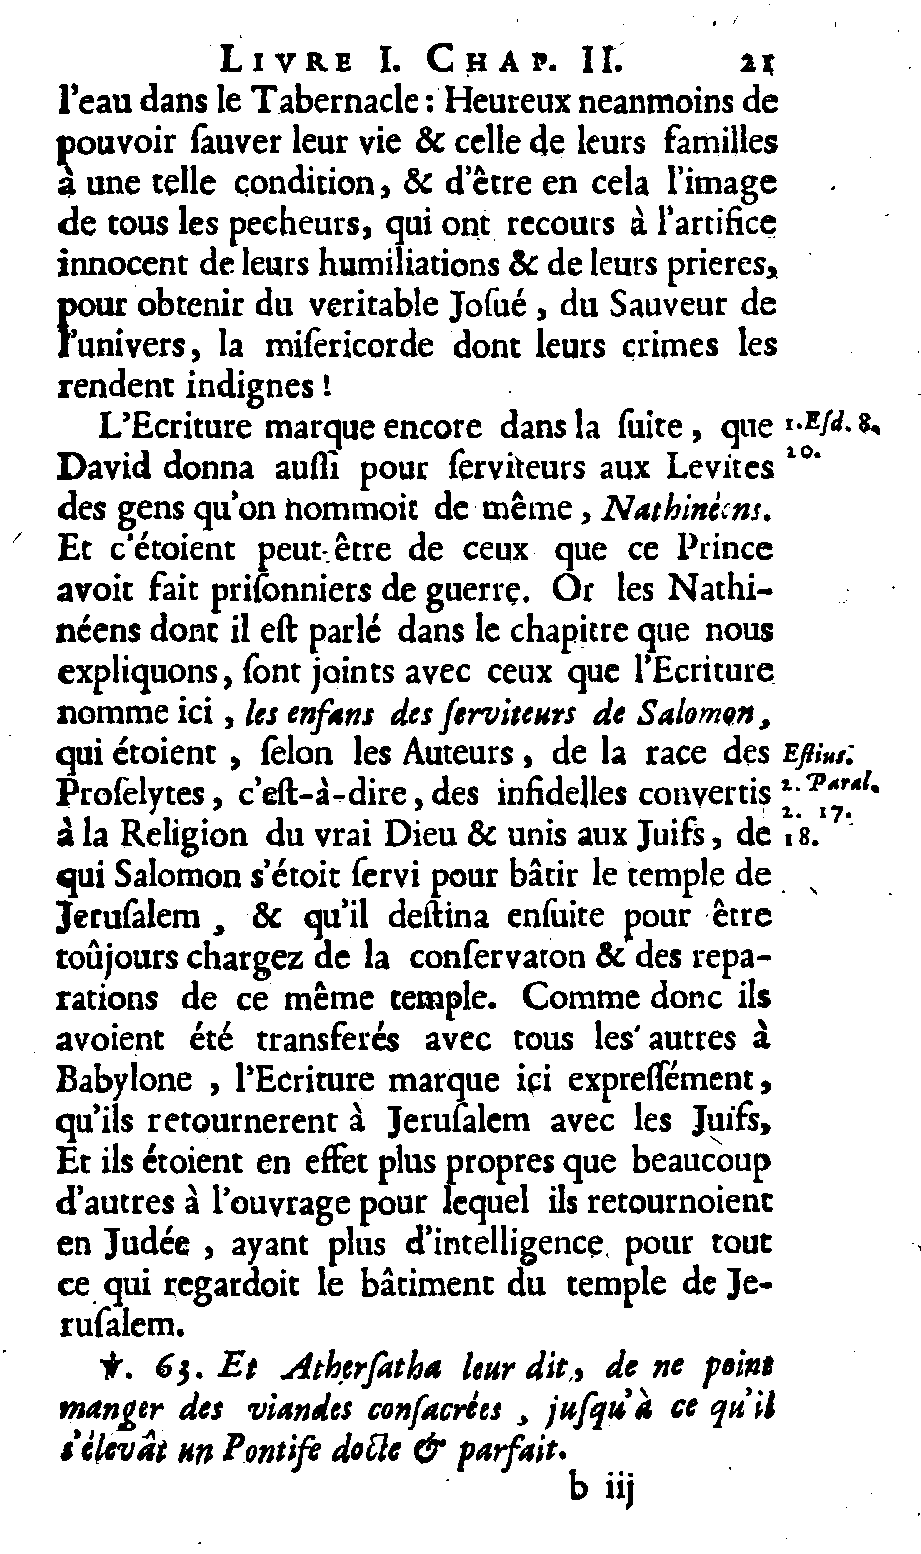 LIVRE I. CHAP. II. 21
l'eau dans le Tabernacle : Heureux neanmoins de
pouvoir ſauver leur vie & celle de leurs familles
à une telle condition, & d'être en cela l'image
de tous les pecheurs, qui ont recours à l'artifice
innocent de leurs humiliations & de leurs prieres,
pour obtenir du veritable Joſué, du Sauveur de
l'univers, la miſericorde dont leurs crimes les
rendent indignes !
L'Ecriture marque encore dans la ſuite, que
1. Eſd. 8.
20.
David donna auſſi pour ſerviteurs aux Levites
des gens qu'on nommoit de même, Nathinéens.
Et c'étoient peut-être de ceux que ce Prince
avoit fait priſonniers de guerre. Or les Nathi-
néens dont il eſt parlé dans le chapitre que nous
expliquons, ſont joints avec ceux que l'Ecriture
nomme ici, les enfans des ſerviteurs de Salomon,
qui étoient, ſelon les Auteurs, de la race des
Eſtius.
2. Paral.
2. 17.
18.
Proſelytes, c'eſt-à-dire, des infidelles convertis
à la Religion du vrai Dieu & unis aux Juifs, de
qui Salomon s'étoit ſervi pour bâtir le temple de
Jeruſalem, & qu'il deſtina enſuite pour être
toûjours chargez de la conſervaton & des repa-
rations de ce même temple. Comme donc ils
avoient été transferés avec tous les autres à
Babylone, l'Ecriture marque ici expreſſément,
qu'ils retournerent à Jeruſalem avec les Juifs,
Et ils étoient en effet plus propres que beaucoup
d'autres à l'ouvrage pour lequel ils retournoient
en Judée, ayant plus d'intelligence pour tout
ce qui regardoit le bâtiment du temple de Je-
ruſalem.
℣. 63. Et Atherſatha leur dit, de ne point
manger des viandes conſacrées, juſqu'à ce qu'il
s'élevât un Pontife docte & parfait.
b iij